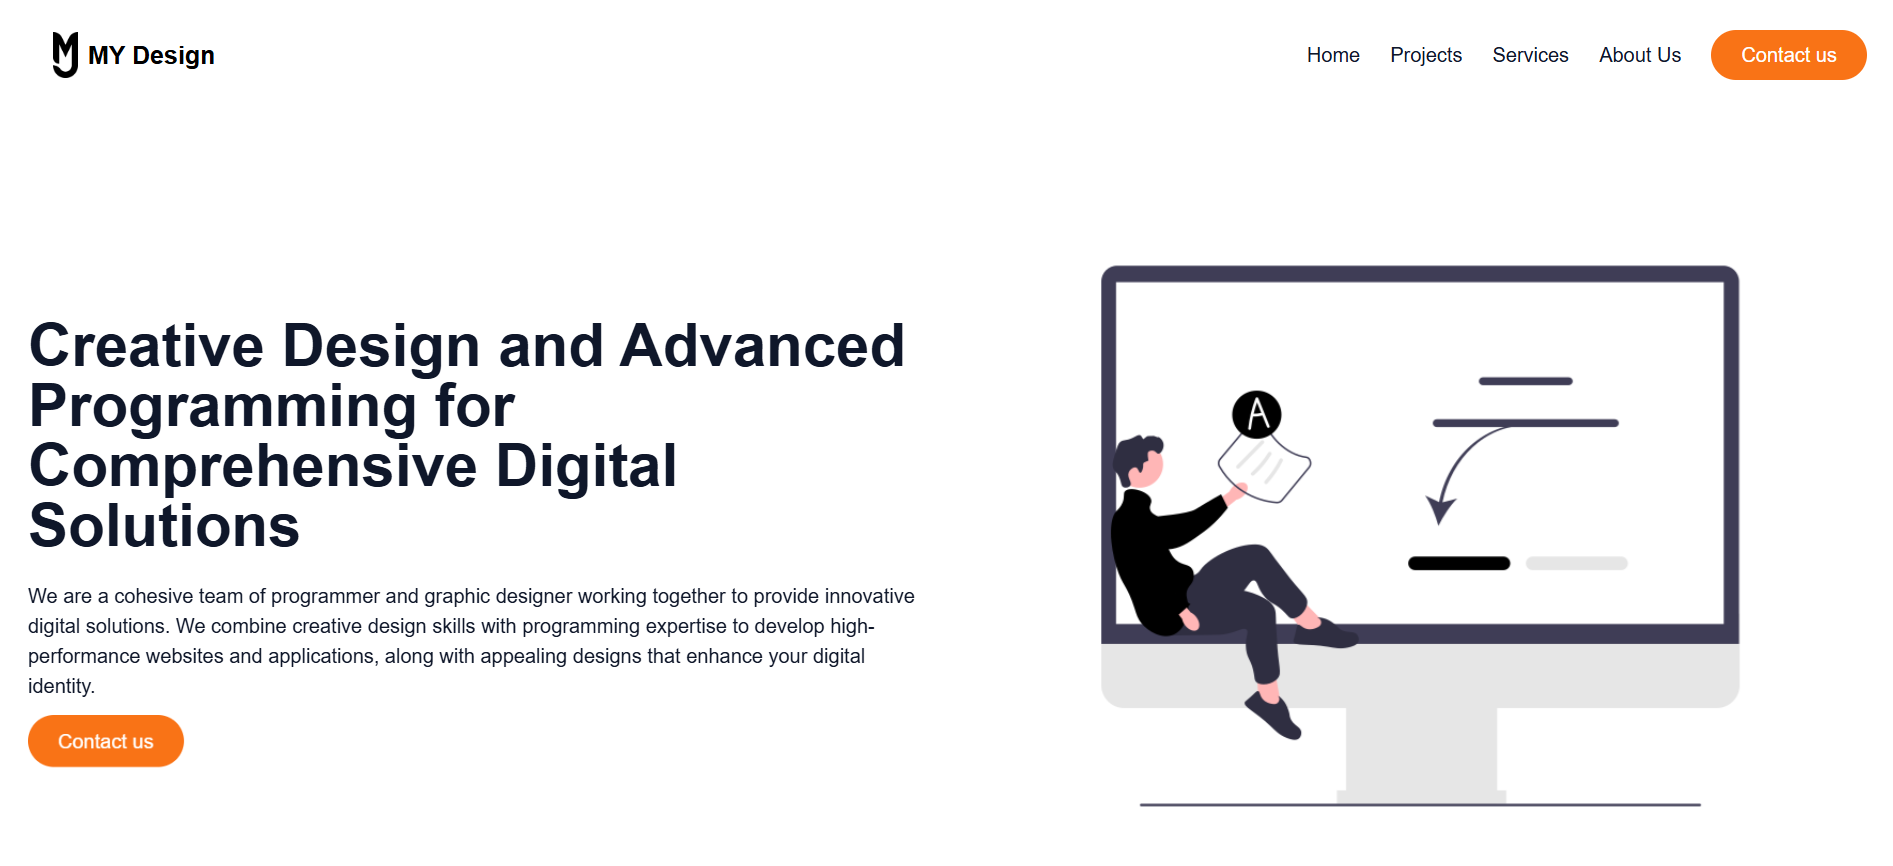 MY Design
Home Projects Services About Us Contact us
Creative Design and Advanced
Programming for
Comprehensive Digital
Solutions
A
We are a cohesive team of programmer and graphic designer working together to provide innovative
digital solutions. We combine creative design skills with programming expertise to develop high-
performance websites and applications, along with appealing designs that enhance your digital
identity.
Contact us